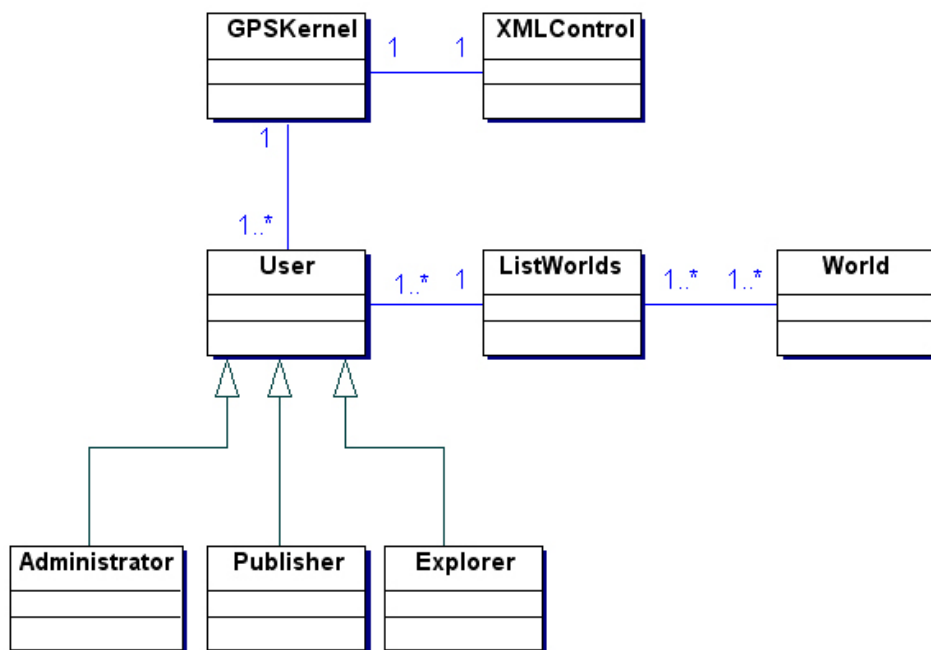 GPSKernel
XMLControl
1
1
1
1..*
User
ListWorlds
World
1..*
1
1..*
1..*
Administrator
Publisher
Explorer